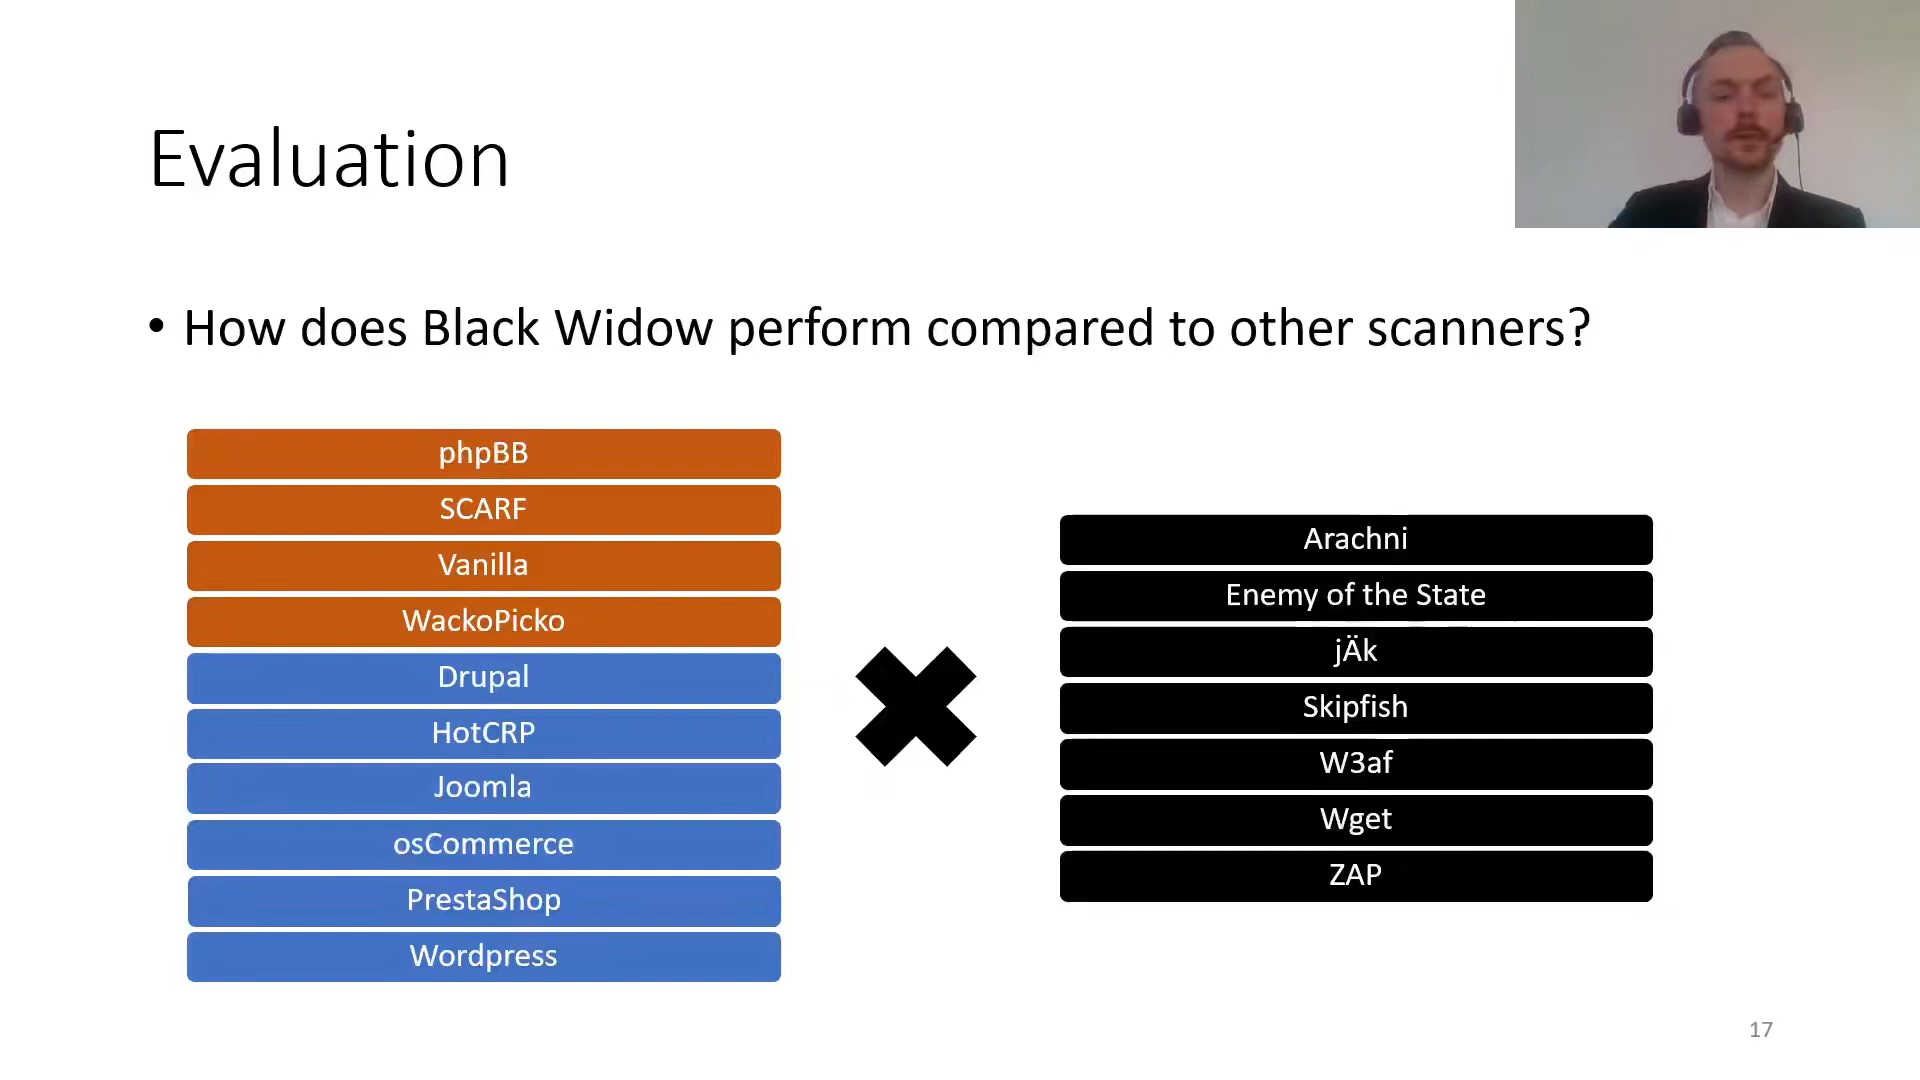 Evaluation
• How does Black Widow perform compared to other scanners?
phpBB
SCARF
Vanilla
WackoPicko
Drupal
HotCRP
Joomla
osCommerce
PrestaShop
Wordpress
Arachni
Enemy of the State
jÄk
Skipfish
W3af
Wget
ZAP
17